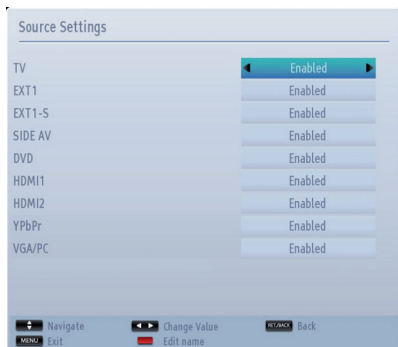 Source Settings
TV Enabled
EXT1 Enabled
EXT1-S Enabled
SIDE AV Enabled
DVD Enabled
HDMI1 Enabled
HDMI2 Enabled
YPbPr Enabled
VGA/PC Enabled
Navigate Change Value RET./BACK Back
MENU Exit Edit name